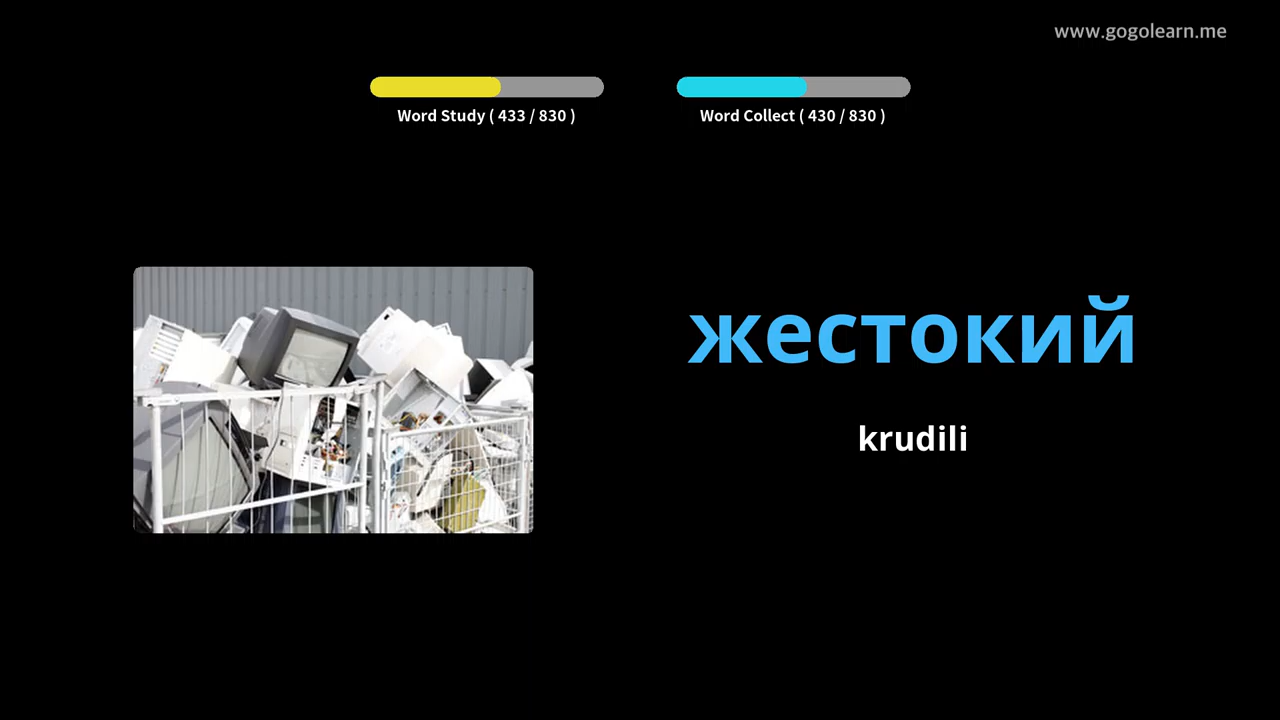 www.gogolearn.me
Word Study ( 433 / 830 )
Word Collect ( 430 / 830 )
жестокий
krudili